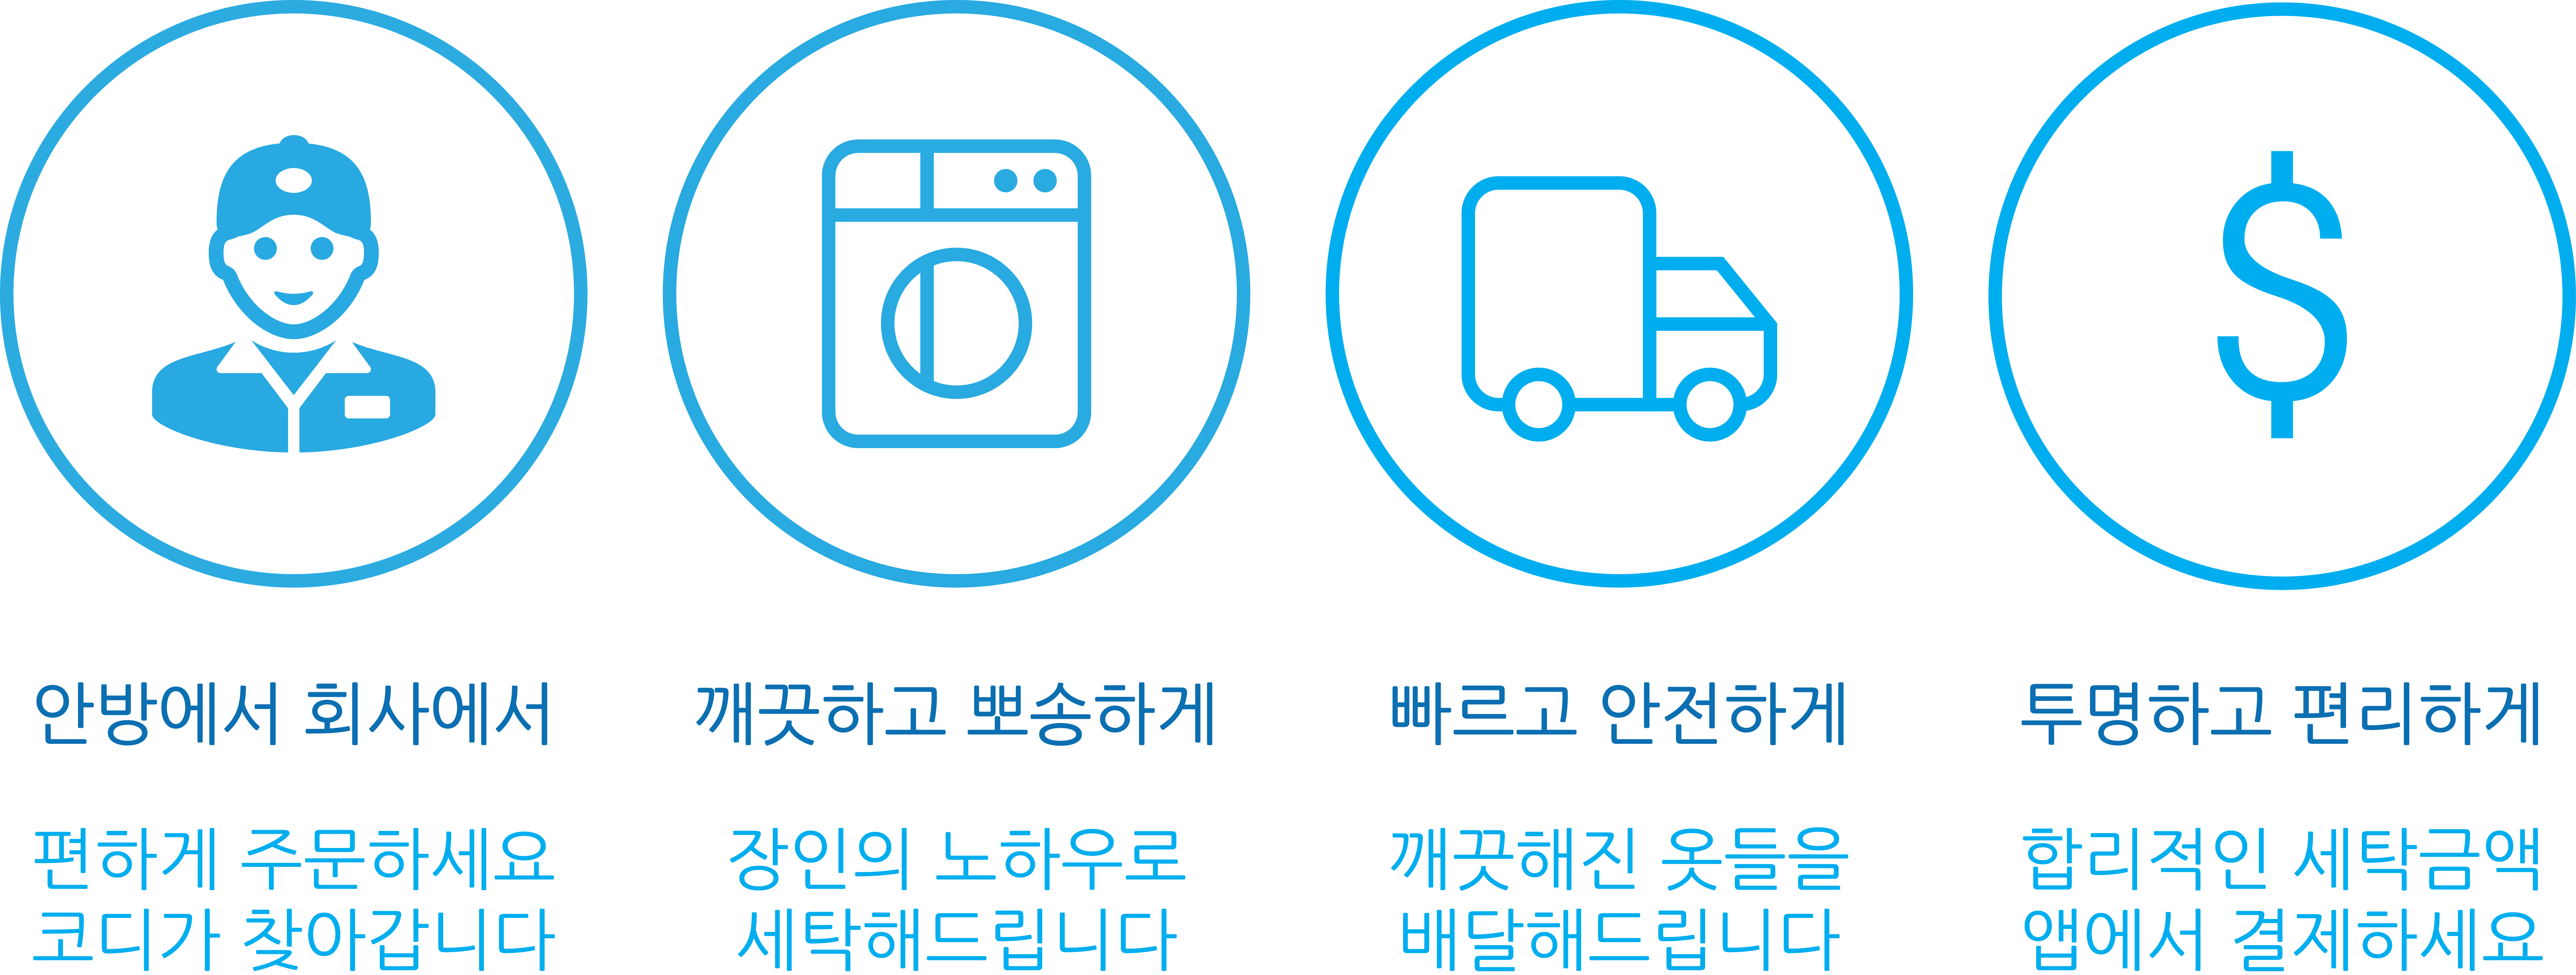 안방에서 회사에서
편하게 주문하세요
코디가 찾아갑니다
깨끗하고 뽀송하게
장인의 노하우로
세탁해드립니다
빠르고 안전하게
깨끗해진 옷들을
배달해드립니다
투명하고 편리하게
합리적인 세탁금액
앱에서 결제하세요